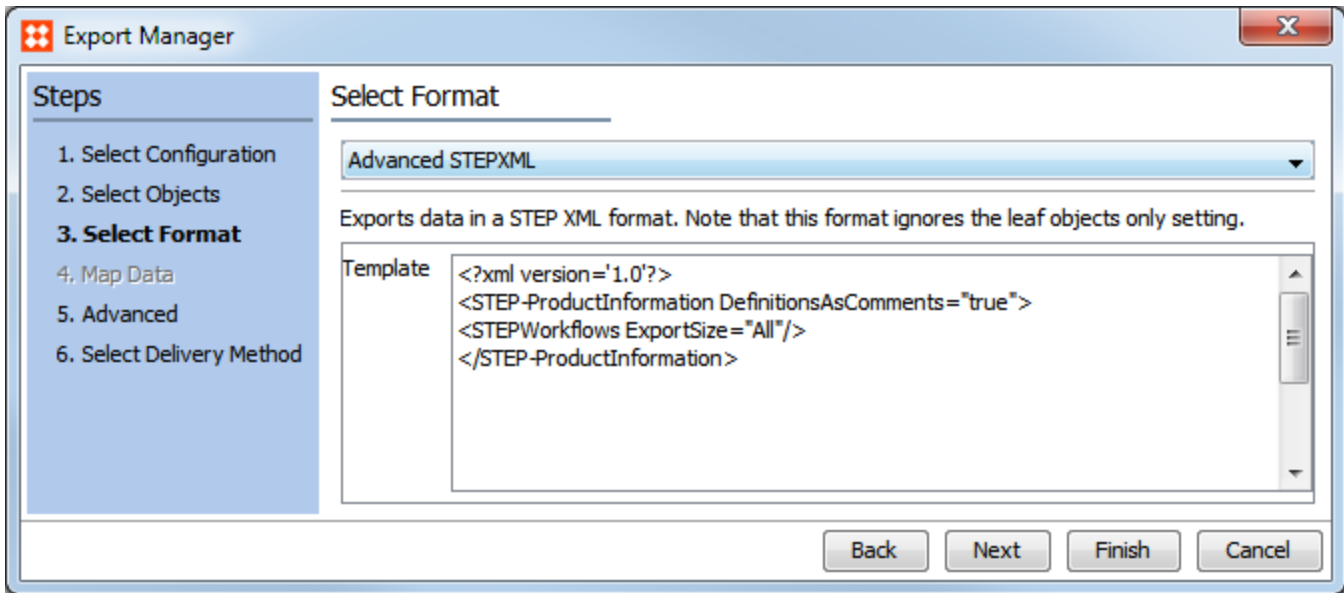 Export Manager
Steps
1. Select Configuration
2. Select Objects
3. Select Format
4. Map Data
5. Advanced
6. Select Delivery Method
Select Format
Advanced STEPXML
Exports data in a STEP XML format. Note that this format ignores the leaf objects only setting.
Template
<?xml version='1.0'?>
<STEP-ProductInformation DefinitionsAsComments="true">
<STEPWorkflows ExportSize="All"/>
</STEP-ProductInformation>
Back Next Finish Cancel